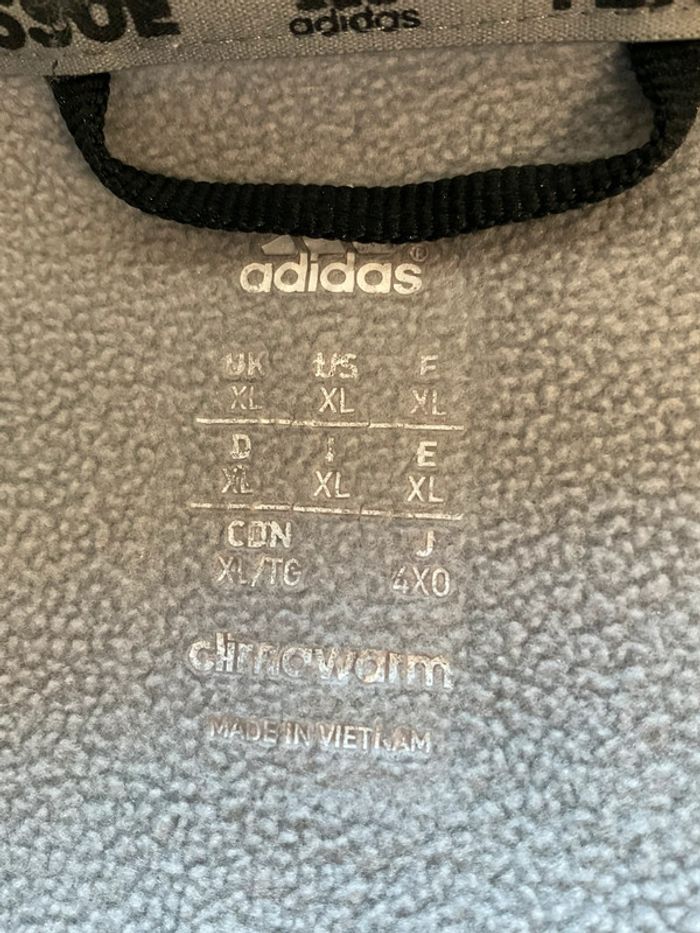 adidas
adidas
UK US F
XL XL XL
D I E
XL XL XL
CDN J
XL/TG 4XO
climawarm
MADE IN VIETNAM